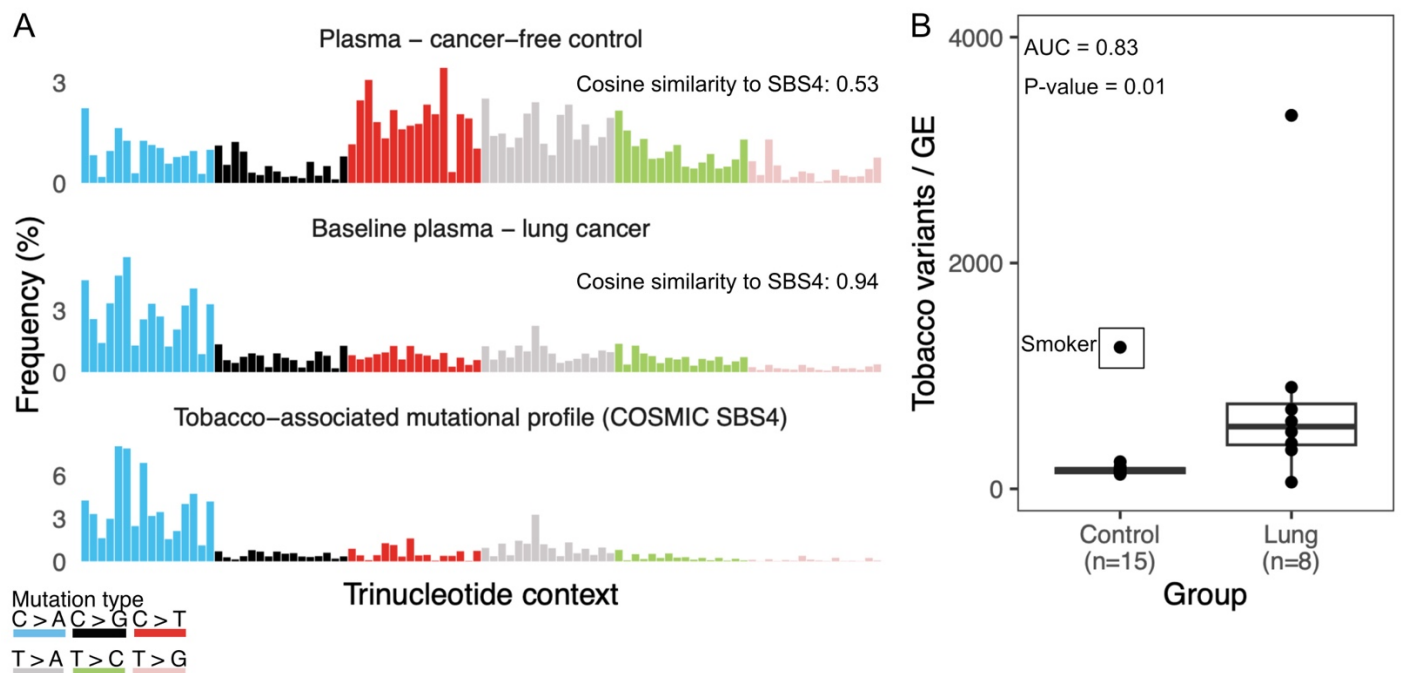 A
Plasma – cancer–free control
Cosine similarity to SBS4: 0.53
3
0
Baseline plasma – lung cancer
Cosine similarity to SBS4: 0.94
3
0
Tobacco–associated mutational profile (COSMIC SBS4)
6
3
0
Frequency (%)
Trinucleotide context
Mutation type
C > A C > G C > T
T > A T > C T > G
B
AUC = 0.83
P-value = 0.01
4000
2000
0
Tobacco variants / GE
Smoker
Control
(n=15)
Lung
(n=8)
Group